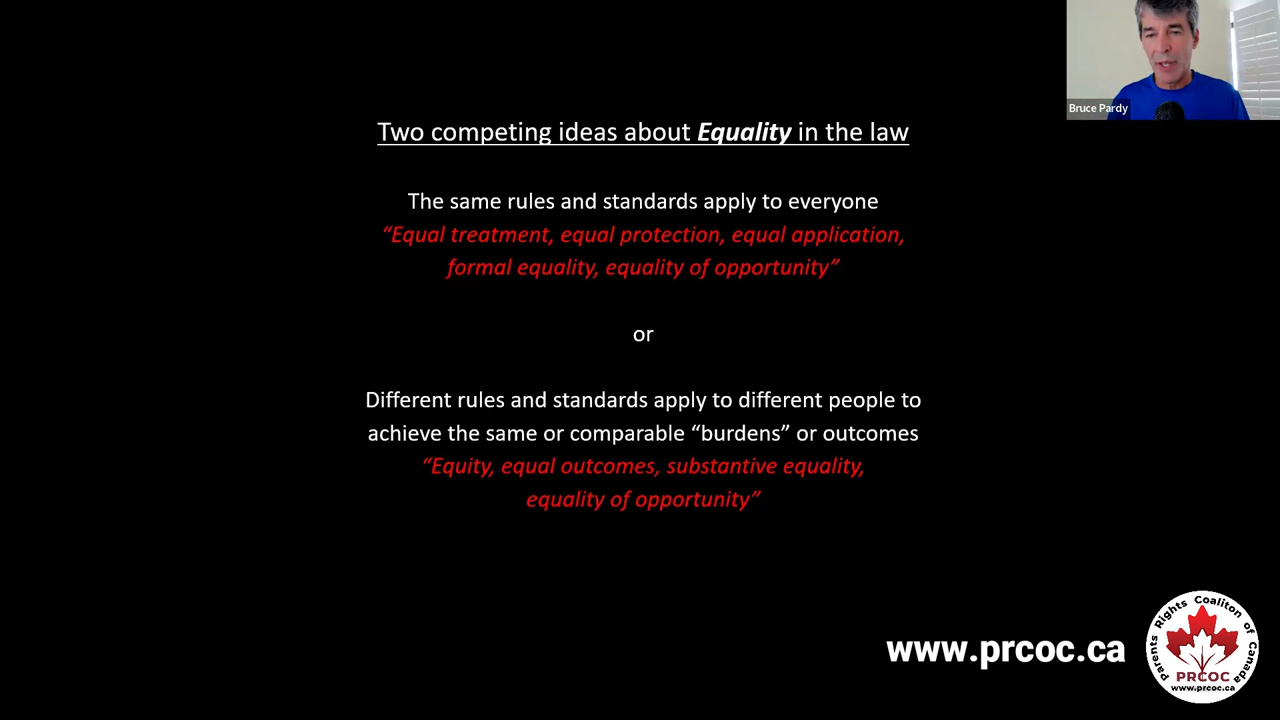 Bruce Pardy
Two competing ideas about Equality in the law
The same rules and standards apply to everyone
“Equal treatment, equal protection, equal application,
formal equality, equality of opportunity”
or
Different rules and standards apply to different people to
achieve the same or comparable “burdens” or outcomes
“Equity, equal outcomes, substantive equality,
equality of opportunity”
www.prcoc.ca
Parents Rights Coaliton of Canada
PRCOC
www.prcoc.ca